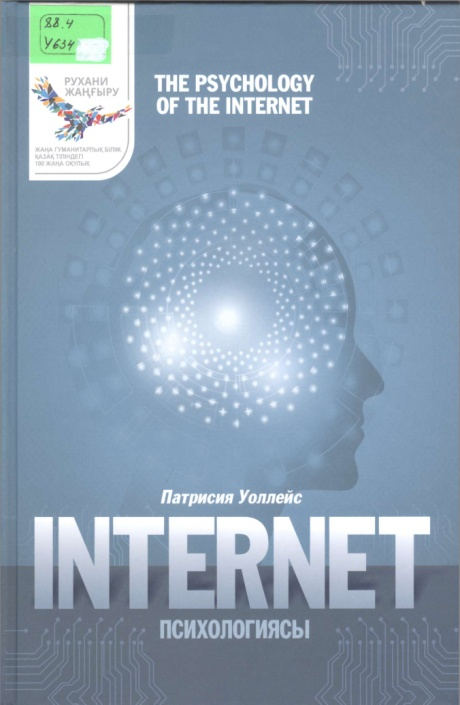 88.4
У634
РУХАНИ
ЖАҢҒЫРУ
ЖАҢА ГУМАНИТАРЛЫҚ БІЛІМ.
ҚАЗАҚ ТІЛІНДЕГІ
100 ЖАҢА ОҚУЛЫҚ
THE PSYCHOLOGY
OF THE INTERNET
Патрисия Уоллейс
INTERNET
ПСИХОЛОГИЯСЫ